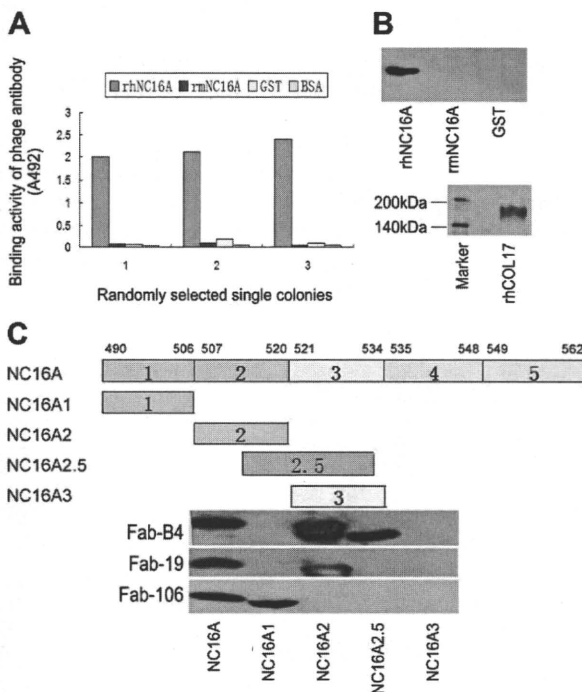 A
rhNC16A rmNC16A GST BSA
Binding activity of phage antibody
(A492)
3
2.5
2
1.5
1
0.5
0
1 2 3
Randomly selected single colonies
B
rhNC16A
rmNC16A
GST
200kDa
140kDa
Marker
rhCOL17
C
490 506 507 520 521 534 535 548 549 562
NC16A 1 2 3 4 5
NC16A1 1
NC16A2 2
NC16A2.5 2.5
NC16A3 3
Fab-B4
Fab-19
Fab-106
NC16A
NC16A1
NC16A2
NC16A2.5
NC16A3